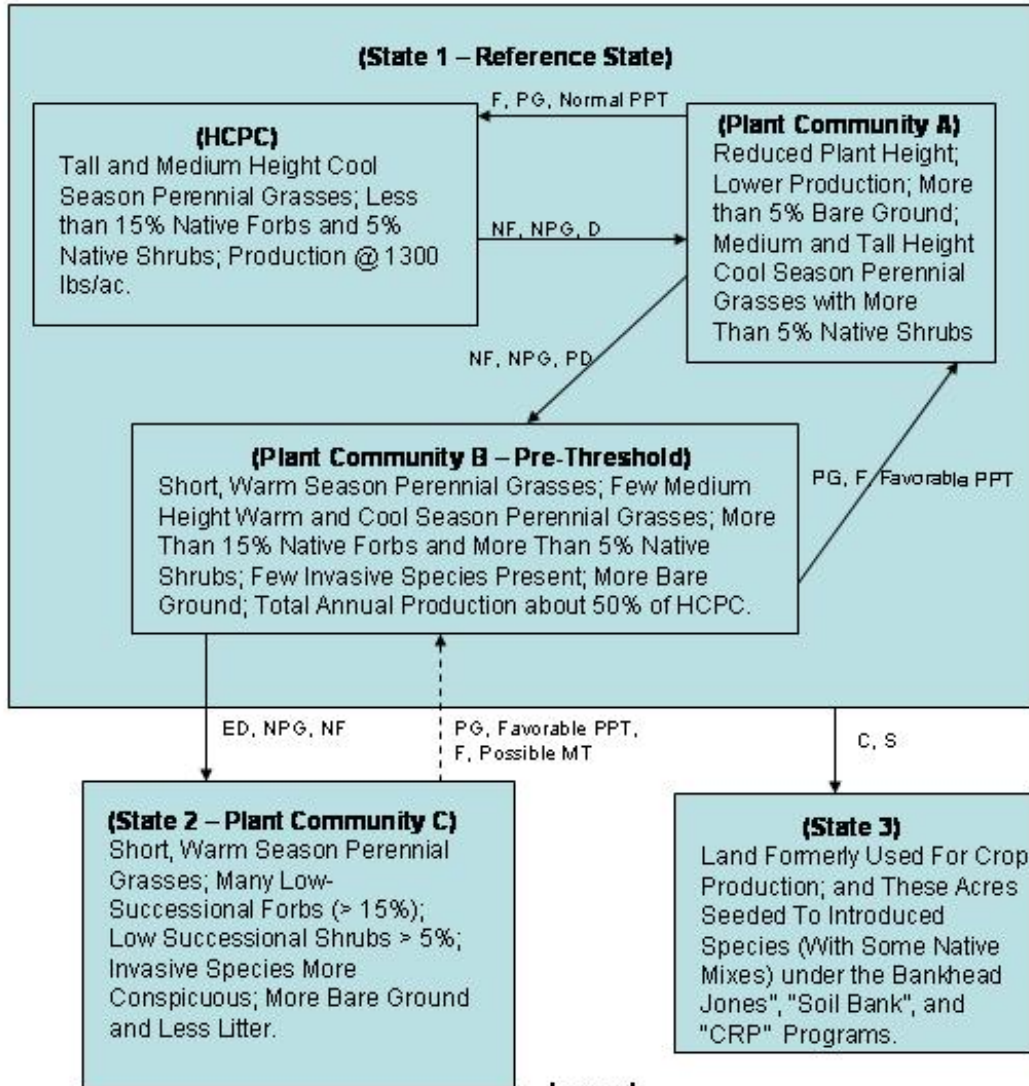 (State 1 – Reference State)
F, PG, Normal PPT
(HCPC)
Tall and Medium Height Cool
Season Perennial Grasses; Less
than 15% Native Forbs and 5%
Native Shrubs; Production @ 1300
lbs/ac.
NF, NPG, D
(Plant Community A)
Reduced Plant Height;
Lower Production; More
than 5% Bare Ground;
Medium and Tall Height
Cool Season Perennial
Grasses with More
Than 5% Native Shrubs
NF, NPG, PD
(Plant Community B – Pre-Threshold)
Short, Warm Season Perennial Grasses; Few Medium
Height Warm and Cool Season Perennial Grasses; More
Than 15% Native Forbs and More Than 5% Native
Shrubs; Few Invasive Species Present; More Bare
Ground; Total Annual Production about 50% of HCPC.
PG, F, Favorable PPT
ED, NPG, NF
PG, Favorable PPT,
F, Possible MT
C, S
(State 2 – Plant Community C)
Short, Warm Season Perennial
Grasses; Many Low-
Successional Forbs (> 15%);
Low Successional Shrubs > 5%;
Invasive Species More
Conspicuous; More Bare Ground
and Less Litter.
(State 3)
Land Formerly Used For Crop
Production; and These Acres
Seeded To Introduced
Species (With Some Native
Mixes) under the Bankhead
Jones", "Soil Bank", and
"CRP" Programs.